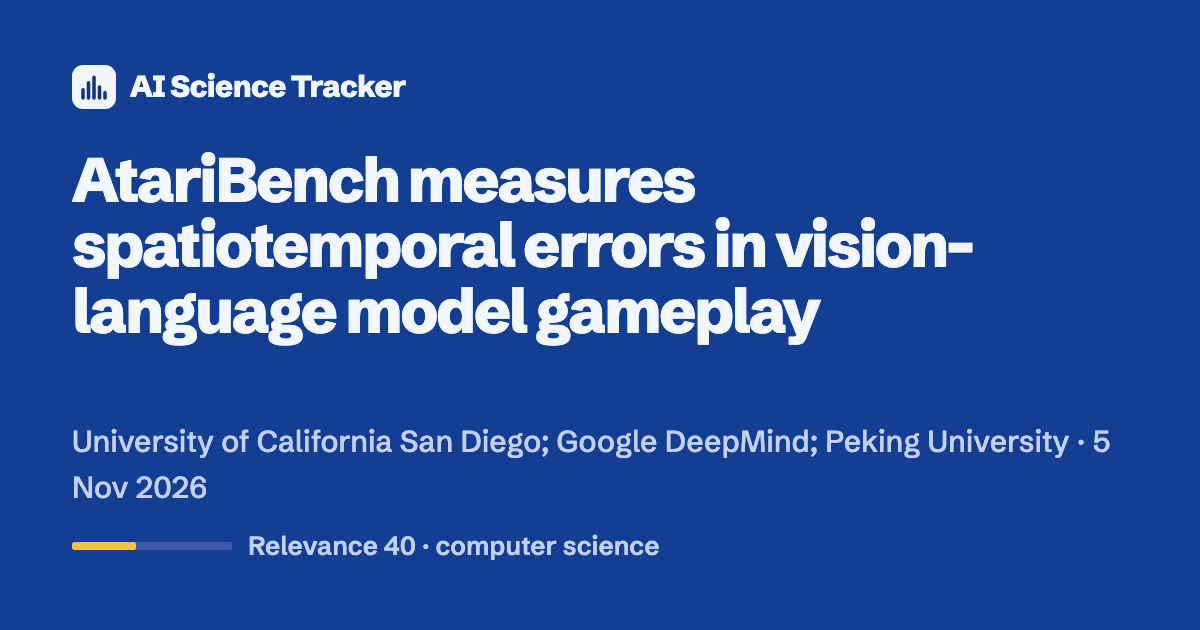 AI Science Tracker
AtariBench measures
spatiotemporal errors in vision-
language model gameplay
University of California San Diego; Google DeepMind; Peking University · 5
Nov 2026
Relevance 40 · computer science